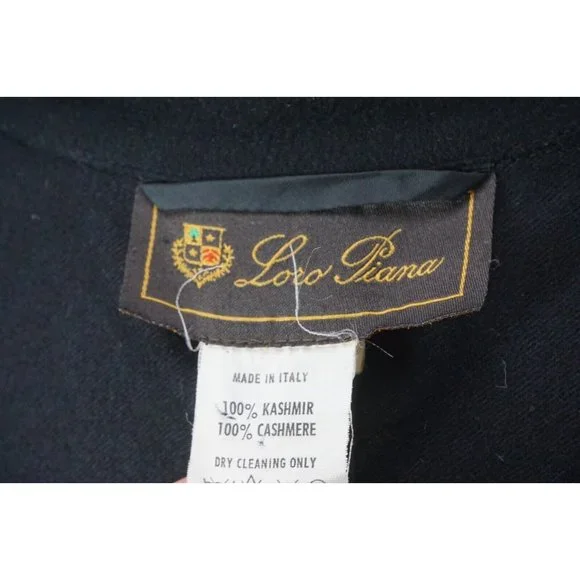 Loro Piana
MADE IN ITALY
100% KASHMIR
100% CASHMERE
DRY CLEANING ONLY